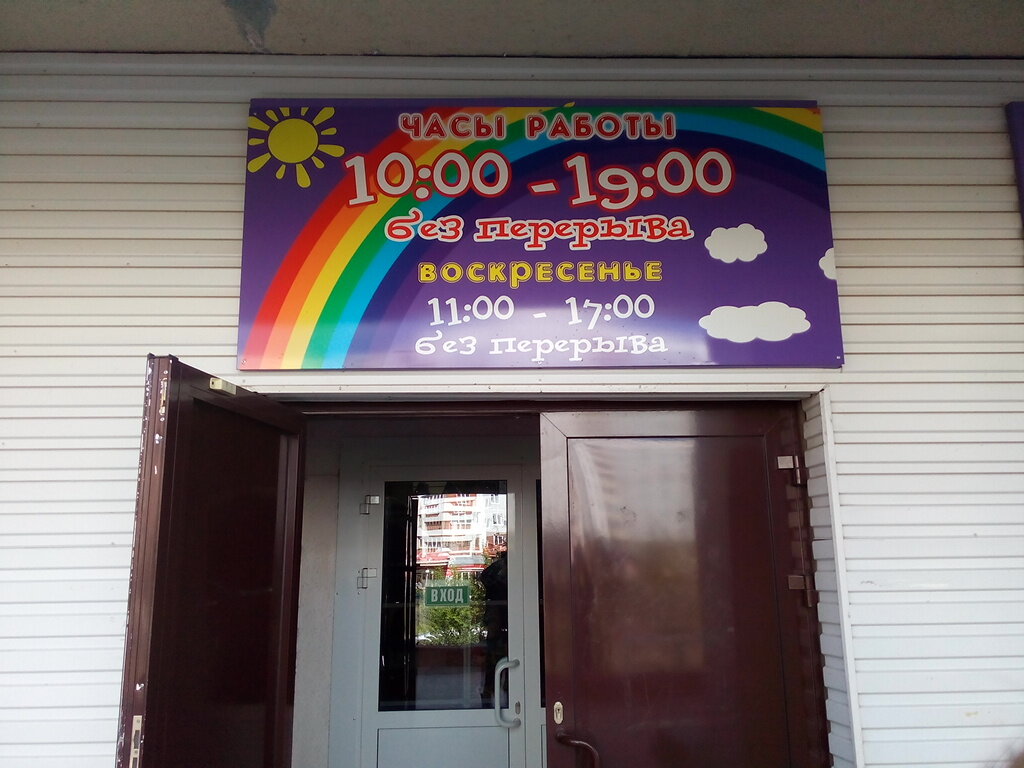 ЧАСЫ РАБОТЫ
10:00 - 19:00
без перерыва
ВОСКРЕСЕНЬЕ
11:00 - 17:00
без перерыва
ВХОД